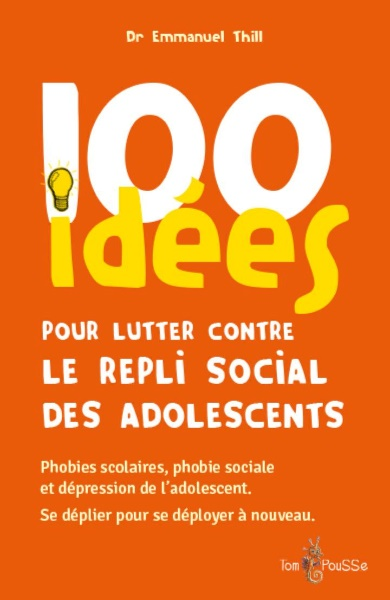 Dr Emmanuel Thill
100
idées
POUR LUTTER CONTRE
LE REPLI SOCIAL
DES ADOLESCENTS
Phobies scolaires, phobie sociale
et dépression de l’adolescent.
Se déplier pour se déployer à nouveau.
Tom PouSSe